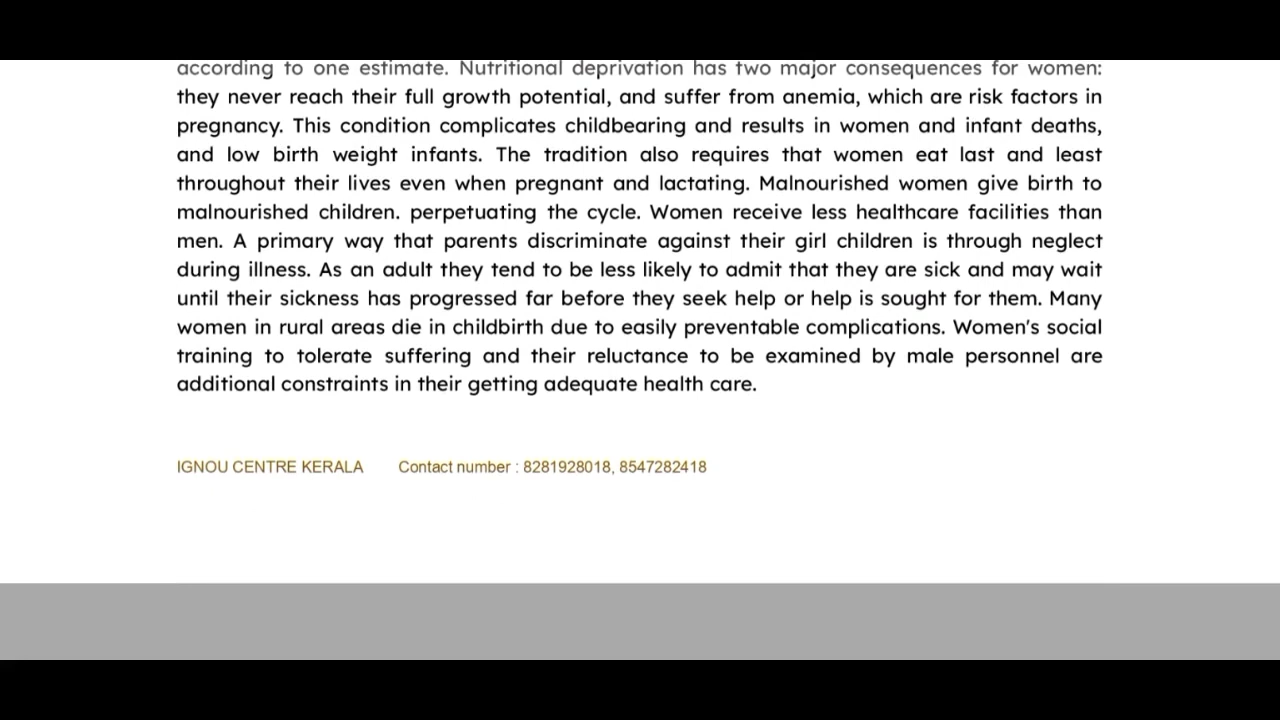 according to one estimate. Nutritional deprivation has two major consequences for women:
they never reach their full growth potential, and suffer from anemia, which are risk factors in
pregnancy. This condition complicates childbearing and results in women and infant deaths,
and low birth weight infants. The tradition also requires that women eat last and least
throughout their lives even when pregnant and lactating. Malnourished women give birth to
malnourished children. perpetuating the cycle. Women receive less healthcare facilities than
men. A primary way that parents discriminate against their girl children is through neglect
during illness. As an adult they tend to be less likely to admit that they are sick and may wait
until their sickness has progressed far before they seek help or help is sought for them. Many
women in rural areas die in childbirth due to easily preventable complications. Women's social
training to tolerate suffering and their reluctance to be examined by male personnel are
additional constraints in their getting adequate health care.
IGNOU CENTRE KERALA Contact number : 8281928018, 8547282418